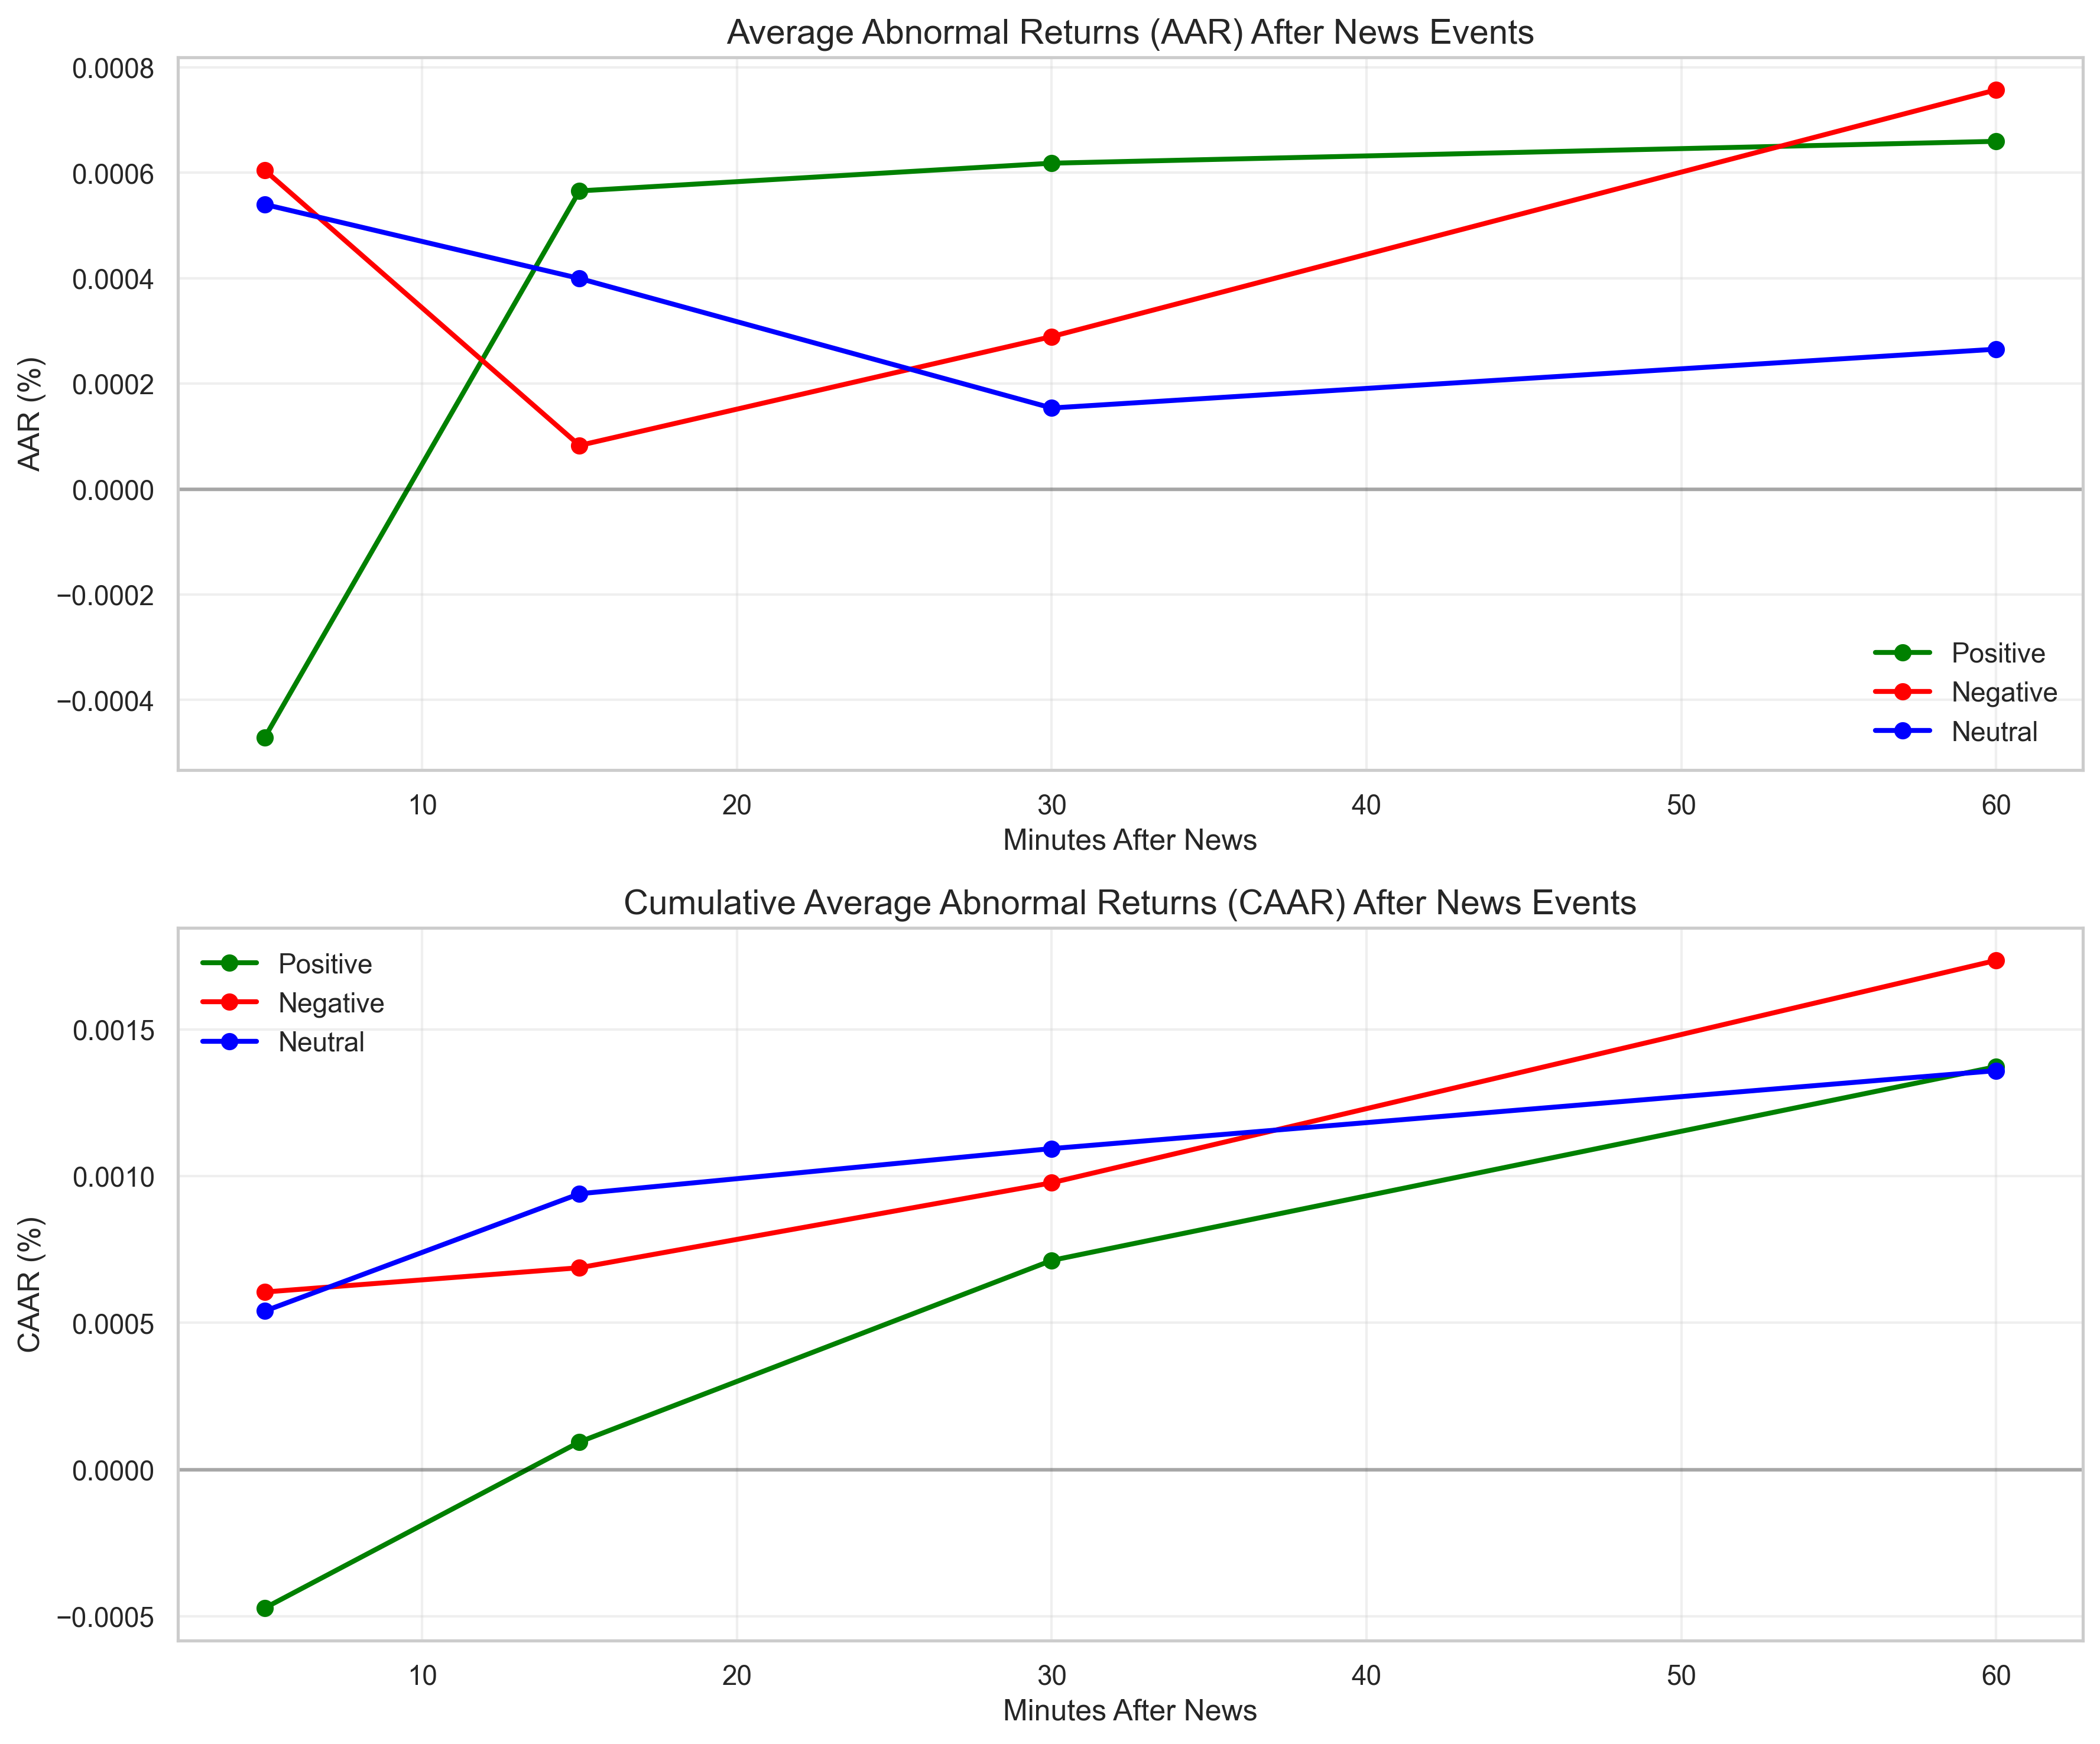 Average Abnormal Returns (AAR) After News Events
0.0008
0.0006
0.0004
0.0002
0.0000
−0.0002
−0.0004
AAR (%)
Positive
Negative
Neutral
10 20 30 40 50 60
Minutes After News
Cumulative Average Abnormal Returns (CAAR) After News Events
Positive
Negative
Neutral
0.0015
0.0010
0.0005
0.0000
−0.0005
CAAR (%)
10 20 30 40 50 60
Minutes After News